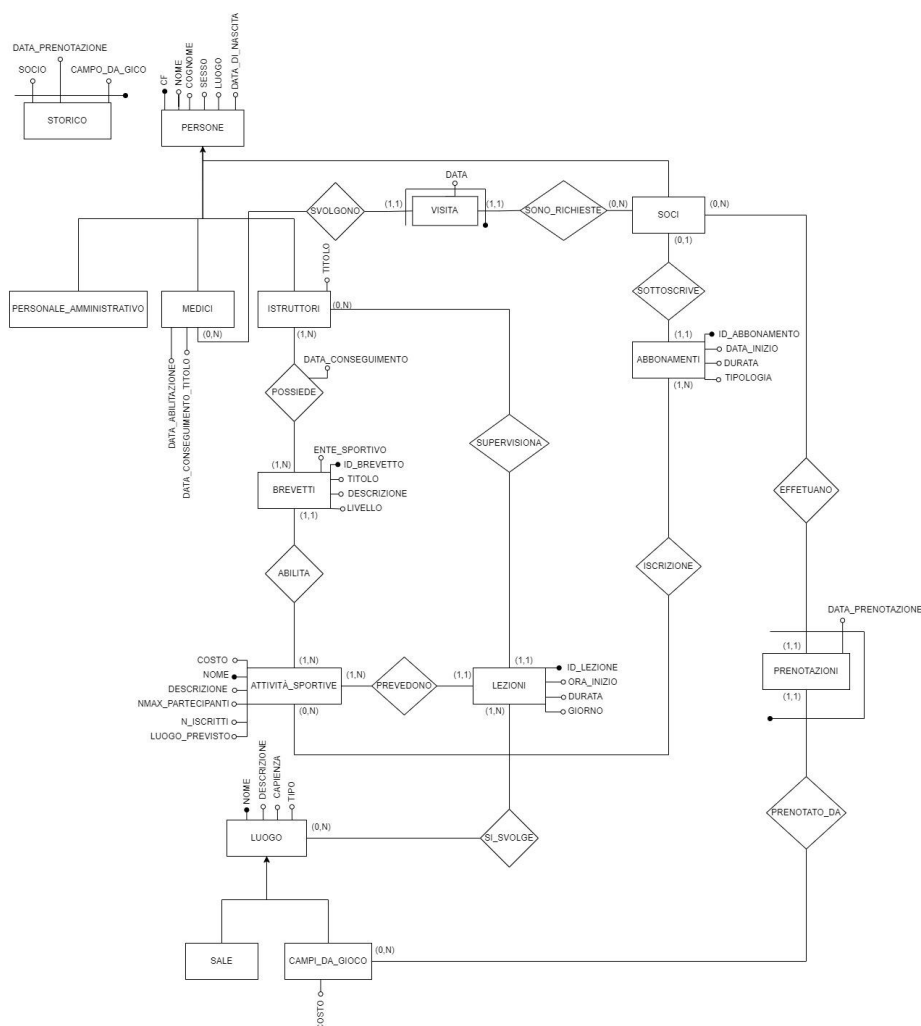 DATA_PRENOTAZIONE
SOCIO
CAMPO_DA_GICO
STORICO
CF
NOME
COGNOME
SESSO
LUOGO
DATA_DI_NASCITA
PERSONE
SVOLGONO
(1,1)
DATA
VISITA
(1,1)
SONO_RICHIESTE
(0,N)
SOCI
(0,N)
(0,1)
TITOLO
SOTTOSCRIVE
PERSONALE_AMMINISTRATIVO
MEDICI
(0,N)
ISTRUTTORI
(0,N)
(1,N)
DATA_ABILITAZIONE
DATA_CONSEGUIMENTO_TITOLO
(1,1)
ABBONAMENTI
(1,N)
ID_ABBONAMENTO
DATA_INIZIO
DURATA
TIPOLOGIA
DATA_CONSEGUIMENTO
POSSIEDE
SUPERVISIONA
ENTE_SPORTIVO
(1,N)
BREVETTI
(1,1)
ID_BREVETTO
TITOLO
DESCRIZIONE
LIVELLO
EFFETUANO
ABILITA
ISCRIZIONE
DATA_PRENOTAZIONE
(1,1)
PRENOTAZIONI
(1,1)
COSTO
NOME
DESCRIZIONE
NMAX_PARTECIPANTI
N_ISCRITTI
LUOGO_PREVISTO
(1,N)
ATTIVITÀ_SPORTIVE
(0,N)
(1,N)
PREVEDONO
(1,1)
(1,1)
LEZIONI
(1,N)
ID_LEZIONE
ORA_INIZIO
DURATA
GIORNO
NOME
DESCRIZIONE
CAPIENZA
TIPO
LUOGO
(0,N)
SI_SVOLGE
PRENOTATO_DA
SALE
CAMPI_DA_GIOCO
(0,N)
COSTO